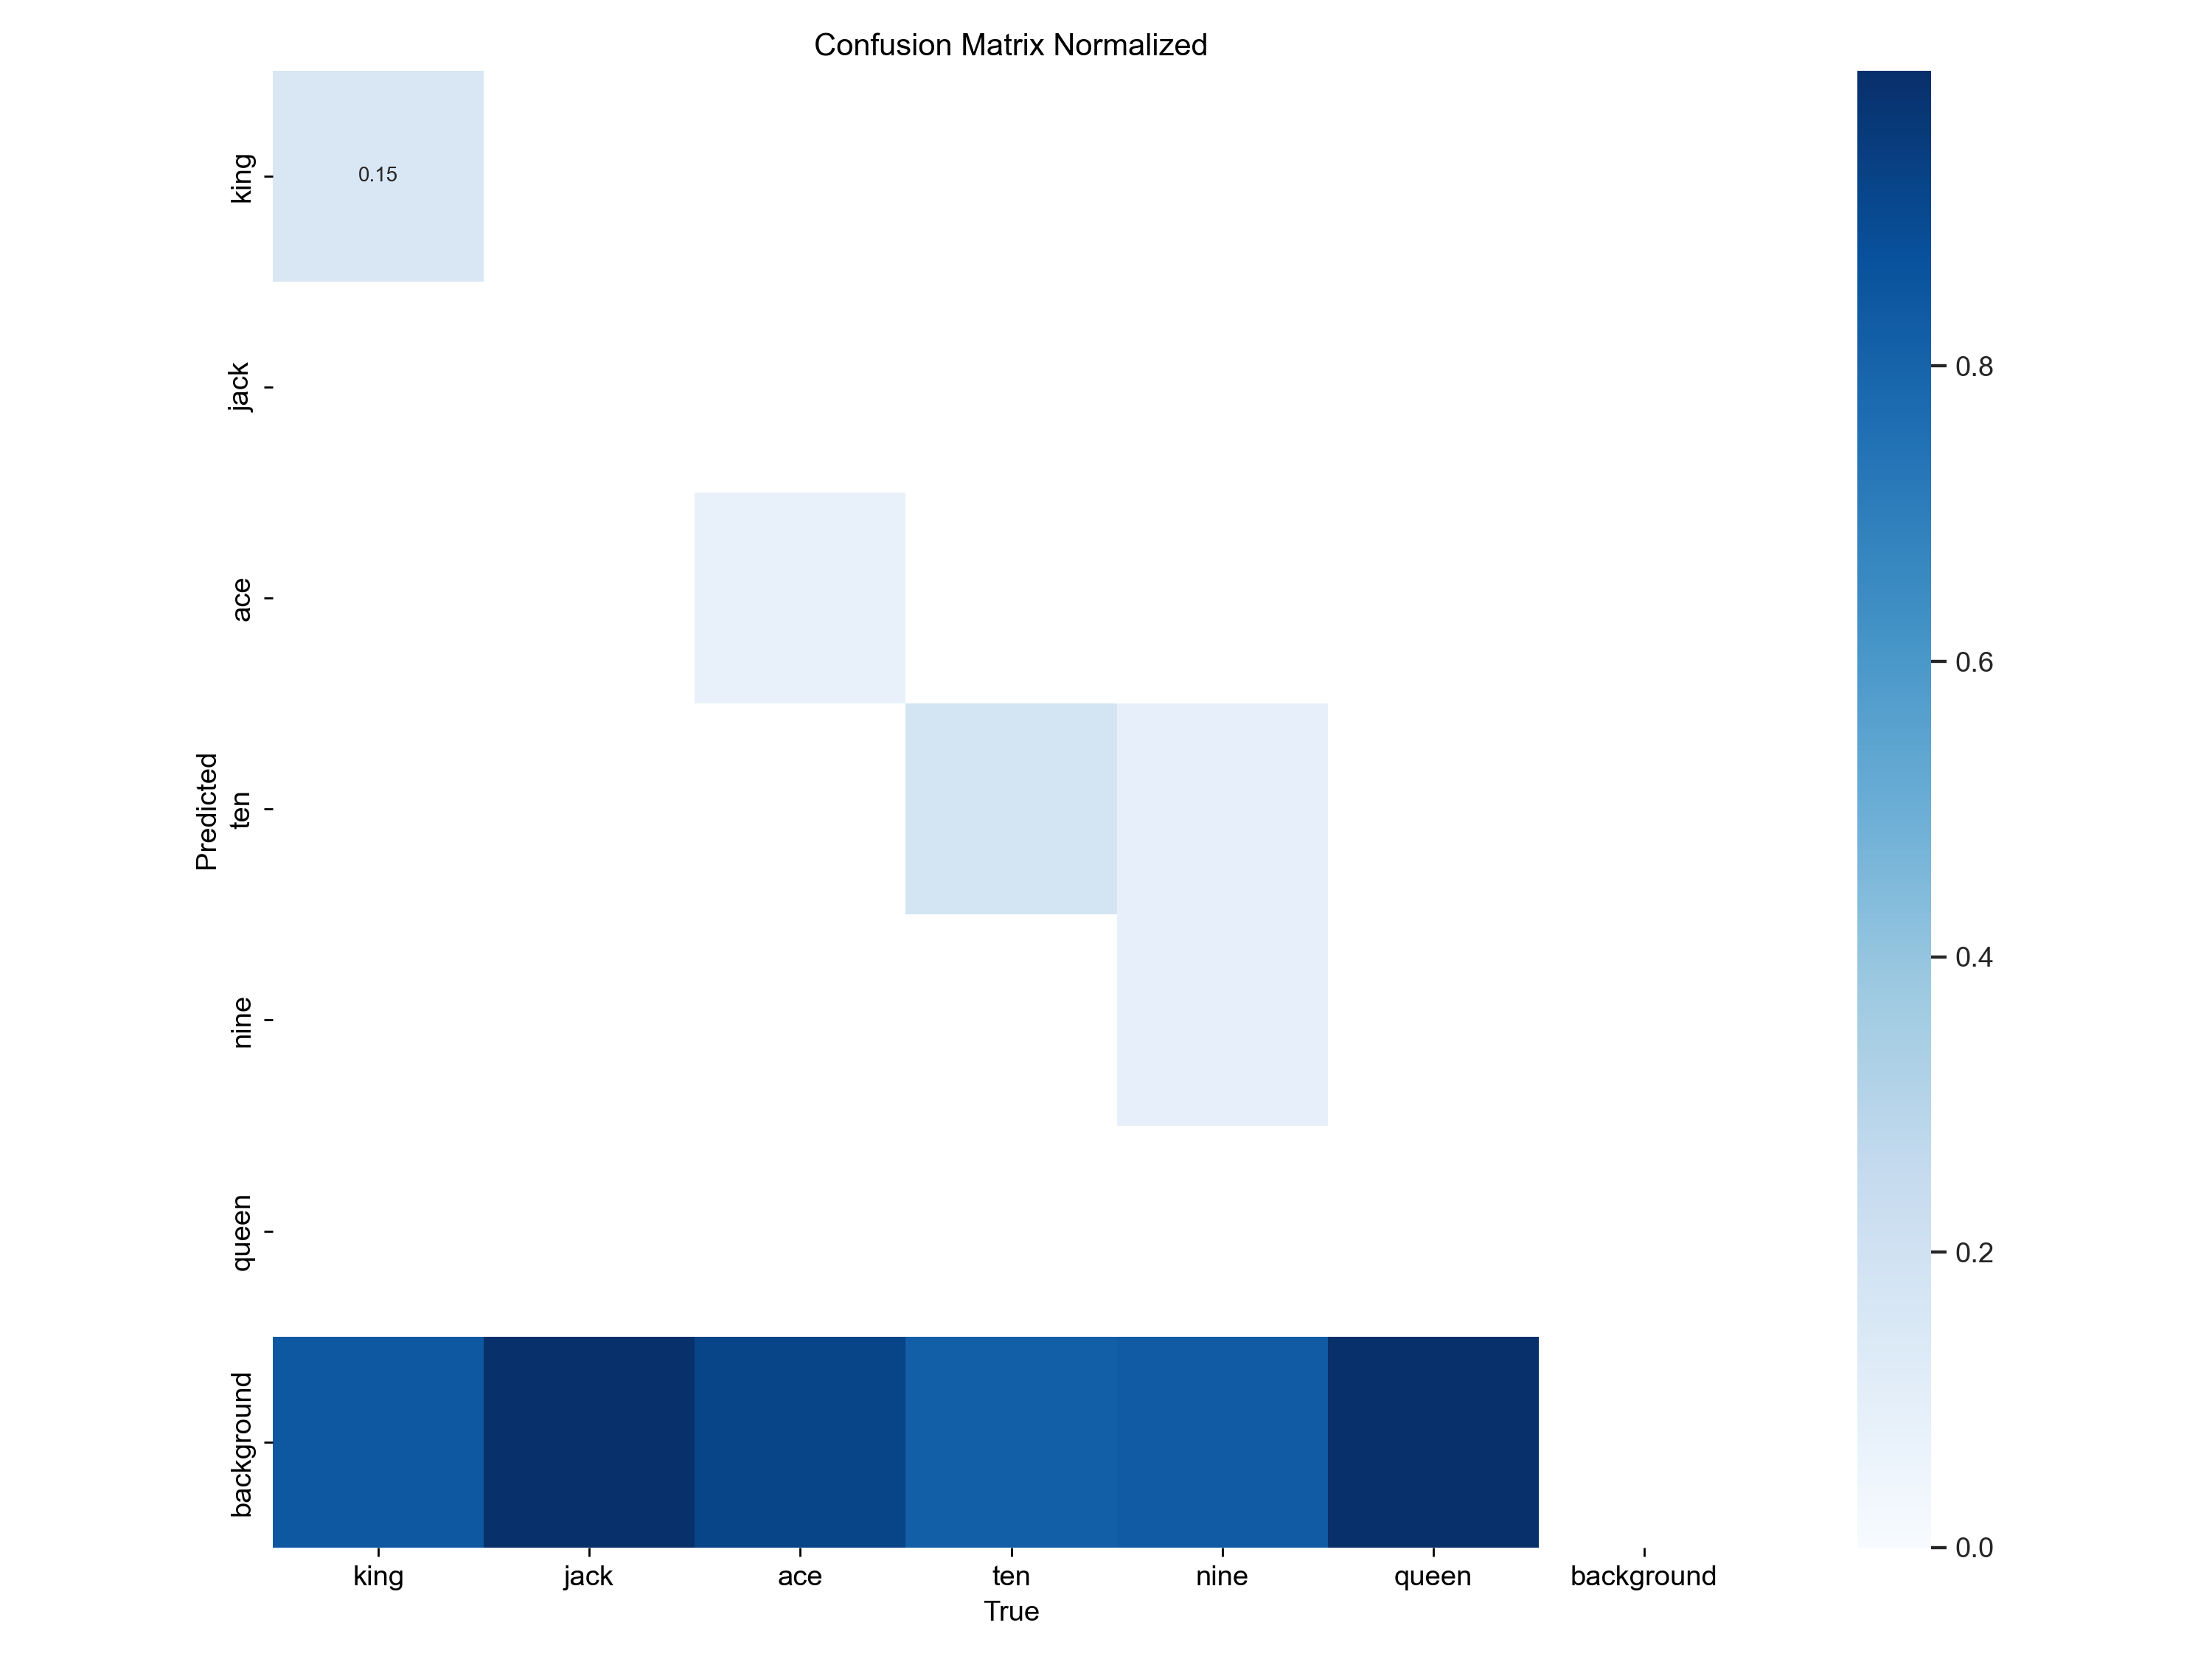 Confusion Matrix Normalized
king
0.15
jack
ace
ten
nine
queen
background
Predicted
king jack ace ten nine queen background
True
0.8
0.6
0.4
0.2
0.0